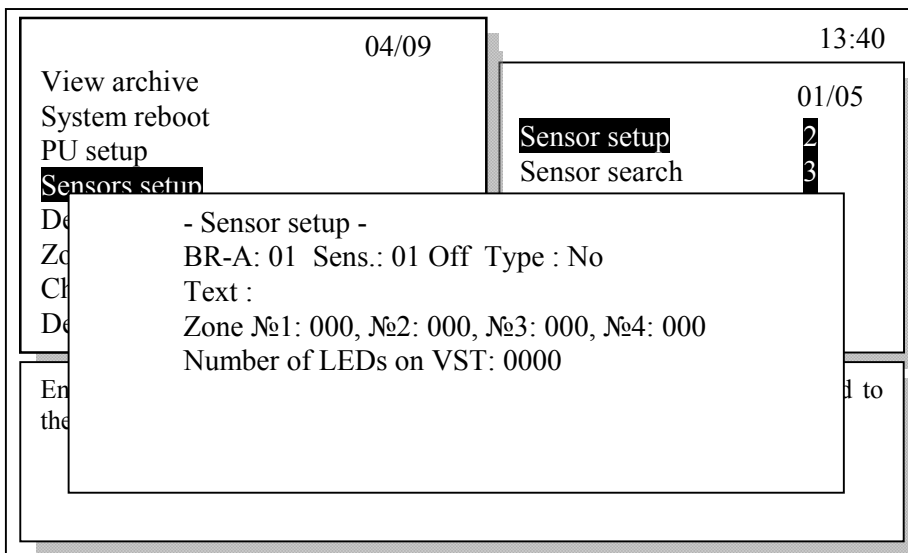 04/09
View archive
System reboot
PU setup
Sensors setup
13:40
01/05
Sensor setup 2
Sensor search 3
- Sensor setup -
BR-A: 01 Sens.: 01 Off Type : No
Text :
Zone №1: 000, №2: 000, №3: 000, №4: 000
Number of LEDs on VST: 0000
to